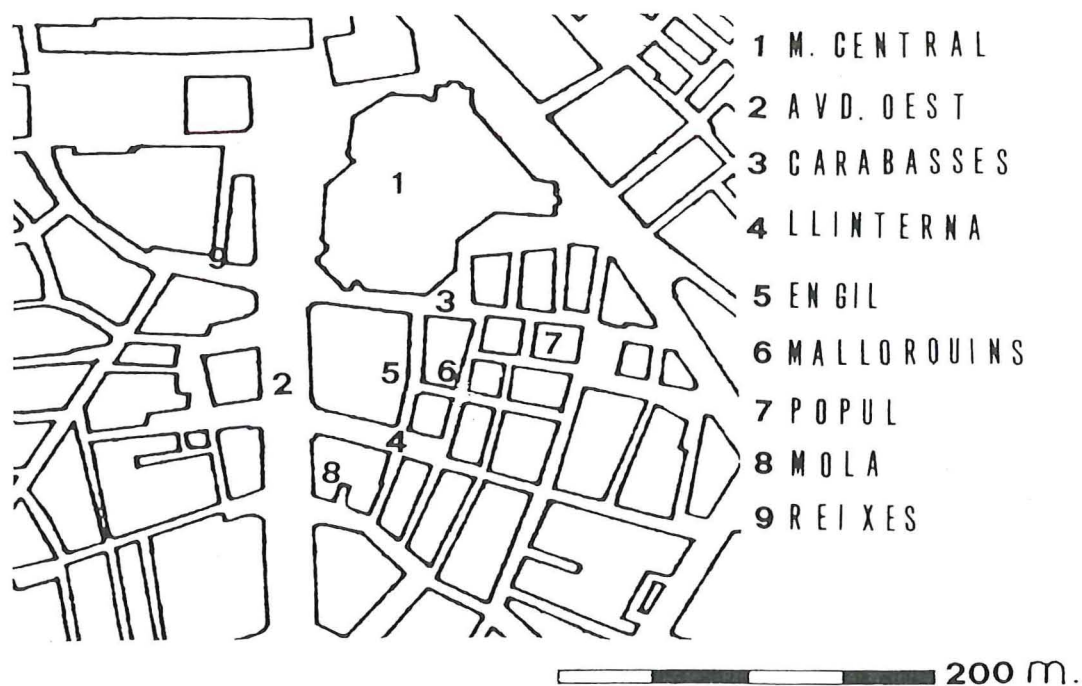 1 M. CENTRAL
2 AVD. OEST
3 CARABASSES
4 LLINTERNA
5 EN GIL
6 MALLORQUINS
7 POPUL
8 MOLA
9 REIXES
1
9
3
7
2
5
6
4
8
200 m.